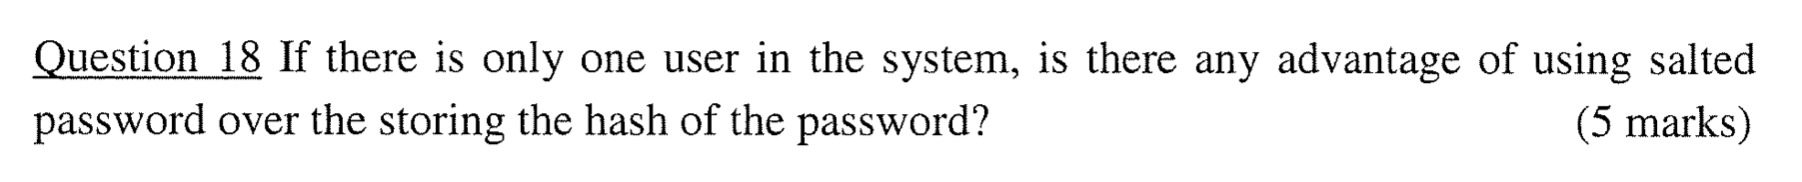 Question 18 If there is only one user in the system, is there any advantage of using salted
password over the storing the hash of the password? (5 marks)